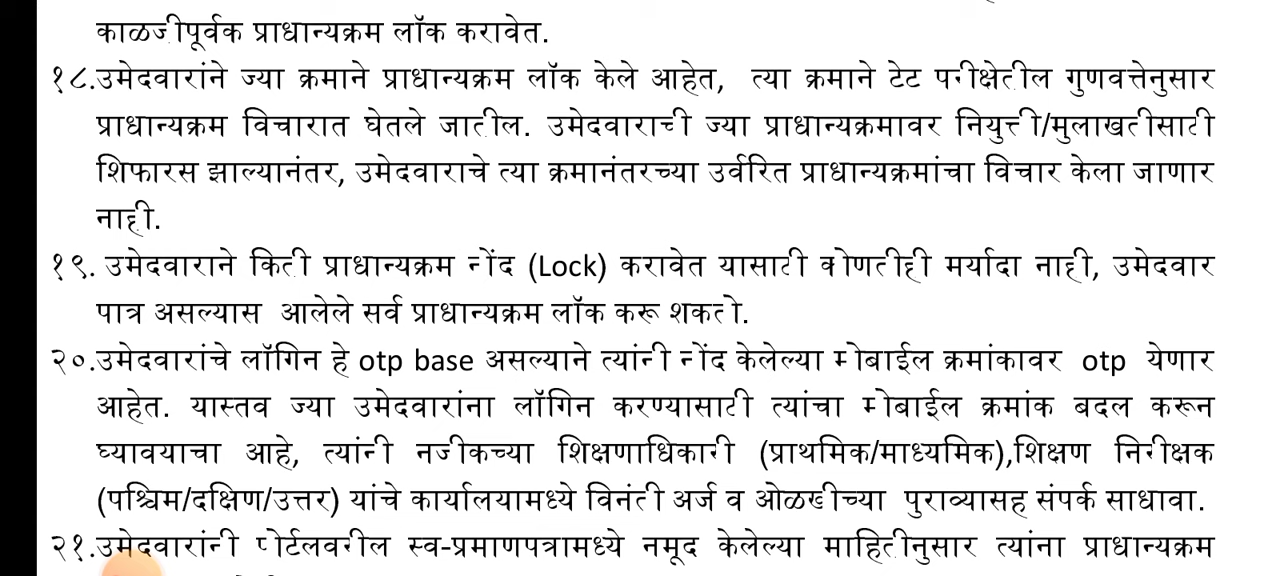 काळजीपूर्वक प्राधान्यक्रम लॉक करावेत.
१८.उमेदवारांने ज्या क्रमाने प्राधान्यक्रम लॉक केले आहेत, त्या क्रमाने टेट परीक्षेतील गुणवत्तेनुसार
प्राधान्यक्रम विचारात घेतले जातील. उमेदवाराची ज्या प्राधान्यक्रमावर नियुक्ती/मुलाखतीसाठी
शिफारस झाल्यानंतर, उमेदवाराचे त्या क्रमानंतरच्या उर्वरित प्राधान्यक्रमांचा विचार केला जाणार
नाही.
१९. उमेदवाराने किती प्राधान्यक्रम नोंद (Lock) करावेत यासाठी कोणतीही मर्यादा नाही, उमेदवार
पात्र असल्यास आलेले सर्व प्राधान्यक्रम लॉक करू शकतो.
२०.उमेदवारांचे लॉगिन हे otp base असल्याने त्यांनी नोंद केलेल्या मोबाईल क्रमांकावर otp येणार
आहेत. यास्तव ज्या उमेदवारांना लॉगिन करण्यासाठी त्यांचा मोबाईल क्रमांक बदल करून
घ्यावयाचा आहे, त्यांनी नजीकच्या शिक्षणाधिकारी (प्राथमिक/माध्यमिक),शिक्षण निरीक्षक
(पश्चिम/दक्षिण/उत्तर) यांचे कार्यालयामध्ये विनंती अर्ज व ओळखीच्या पुराव्यासह संपर्क साधावा.
२१.उमेदवारांनी पोर्टलवरील स्व-प्रमाणपत्रामध्ये नमूद केलेल्या माहितीनुसार त्यांना प्राधान्यक्रम